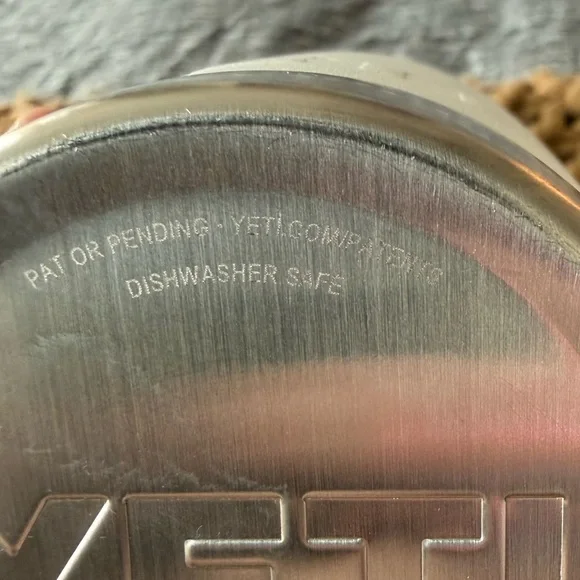 PAT OR PENDING · YETI.COM/PATENTS
DISHWASHER SAFE
YETI